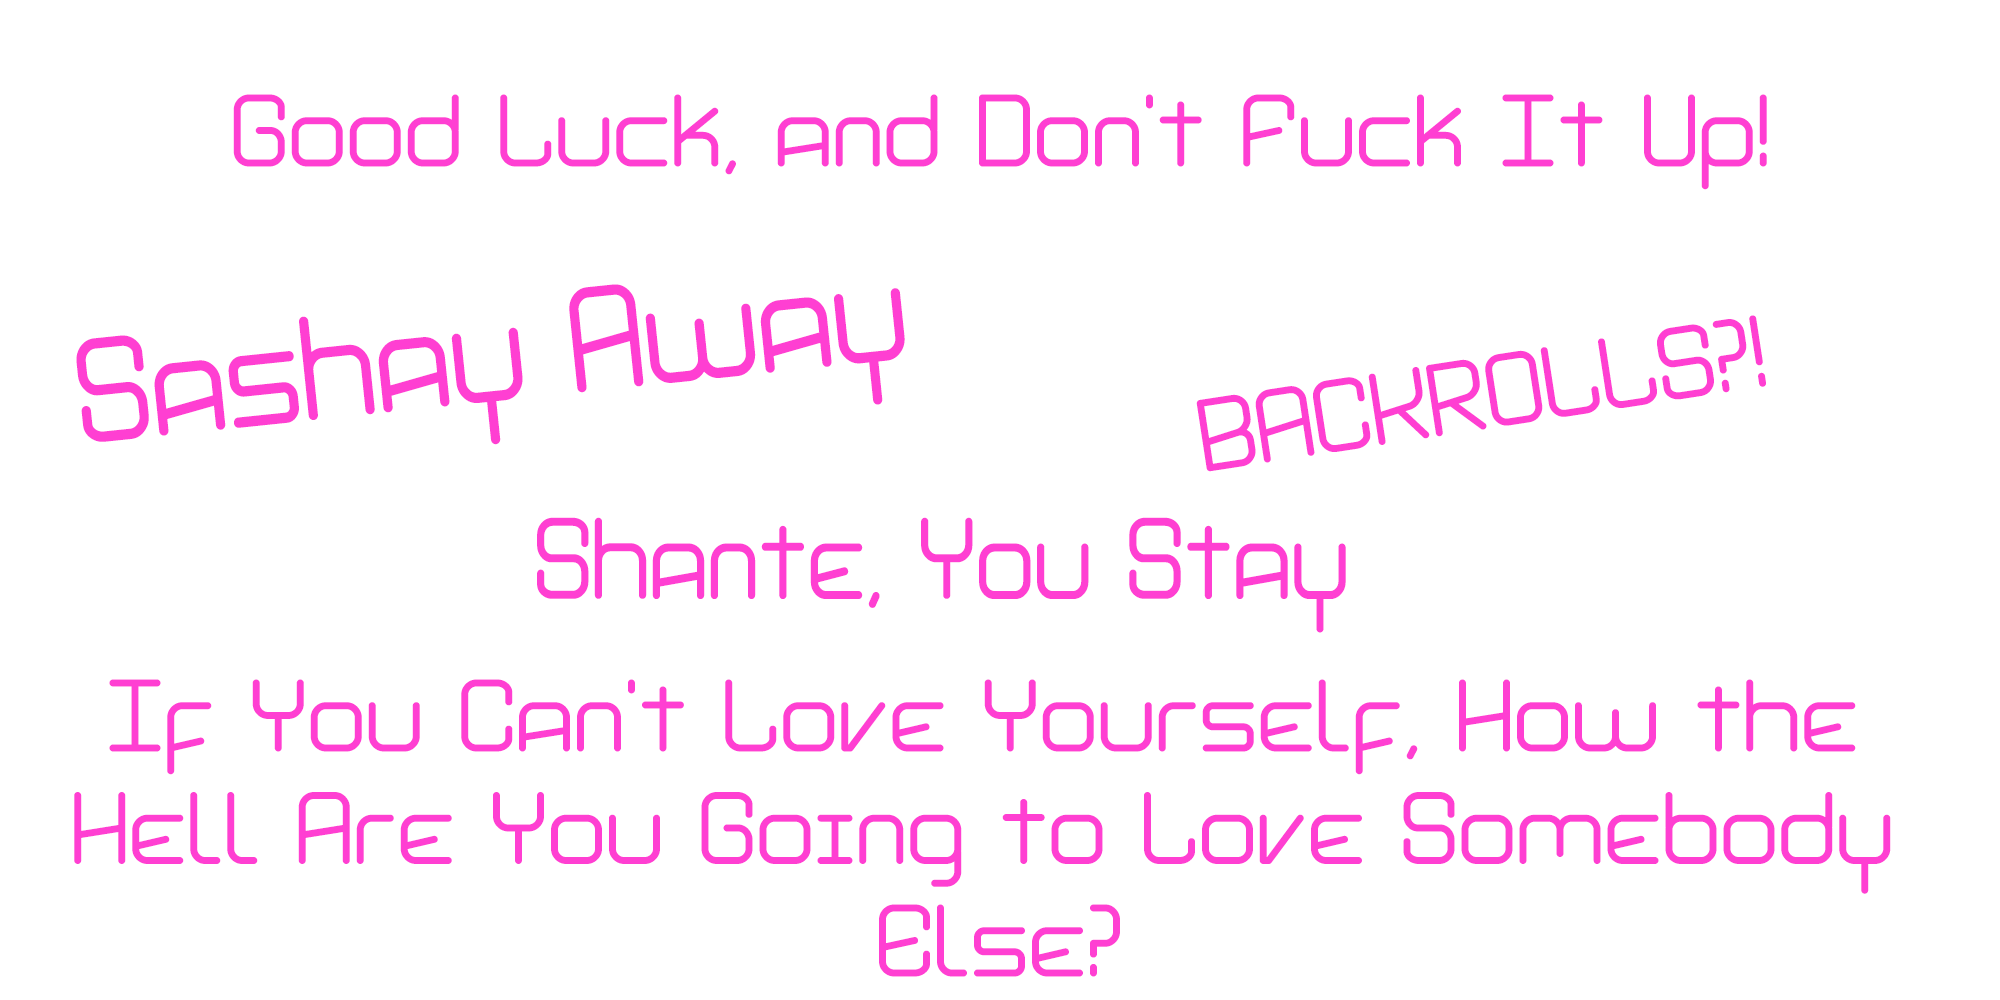 Good Luck, and Don't Fuck It Up!
Sashay Away
BACKROLLS?!
Shante, You Stay
If You Can't Love Yourself, How the
Hell Are You Going to Love Somebody
Else?